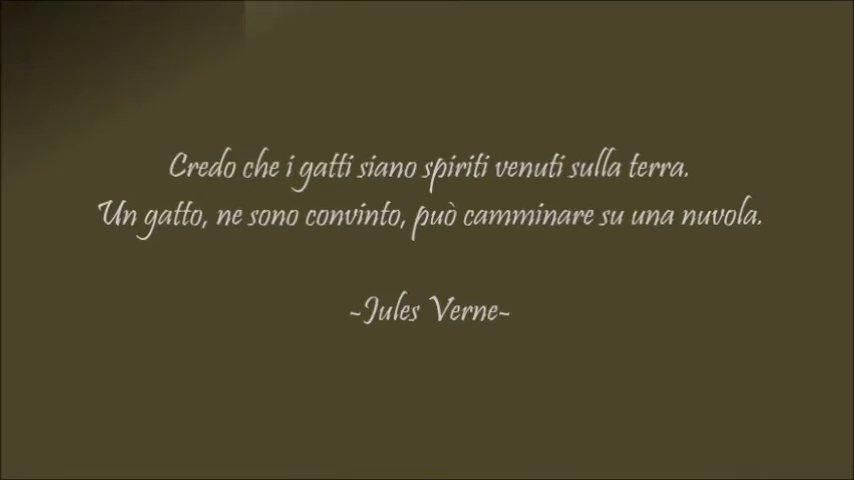 Credo che i gatti siano spiriti venuti sulla terra.
Un gatto, ne sono convinto, può camminare su una nuvola.
~Jules Verne~